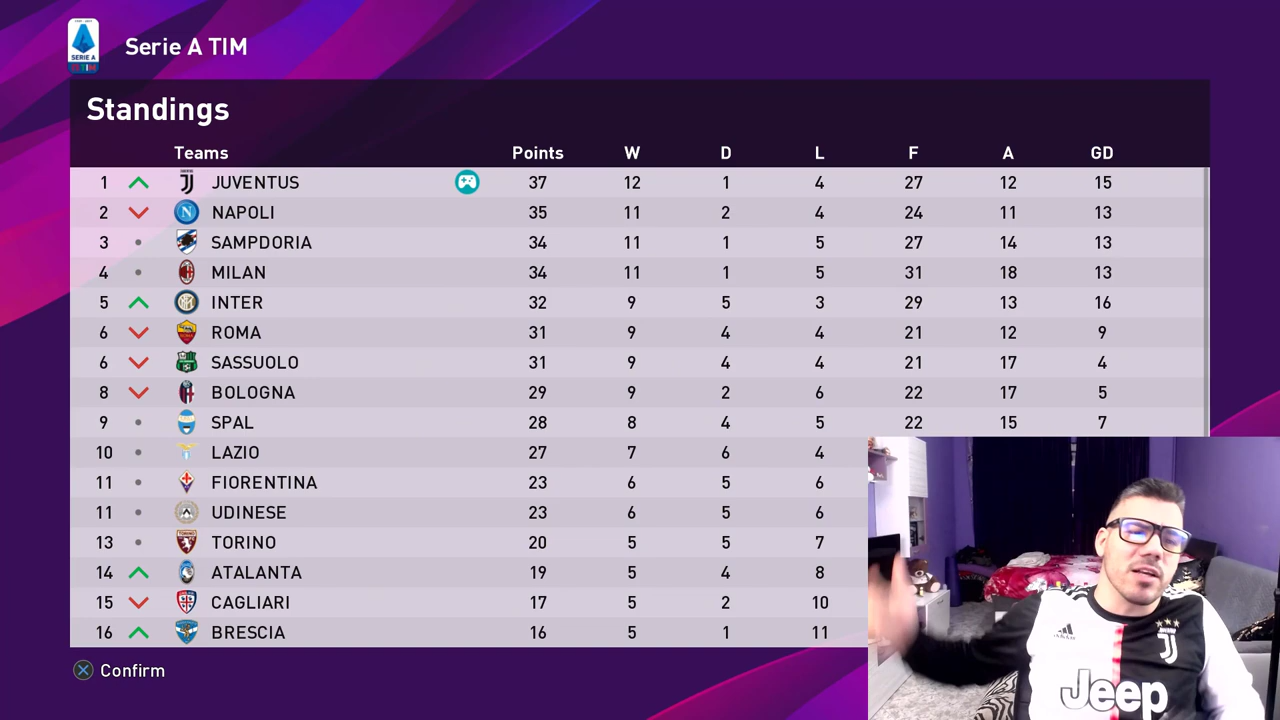 Serie A TIM
SERIE A
TIM
Standings
Teams Points W D L F A GD
1 JUVENTUS 37 12 1 4 27 12 15
2 NAPOLI 35 11 2 4 24 11 13
3 SAMPDORIA 34 11 1 5 27 14 13
4 MILAN 34 11 1 5 31 18 13
5 INTER 32 9 5 3 29 13 16
6 ROMA 31 9 4 4 21 12 9
6 SASSUOLO 31 9 4 4 21 17 4
8 BOLOGNA 29 9 2 6 22 17 5
9 SPAL 28 8 4 5 22 15 7
10 LAZIO 27 7 6 4
11 FIORENTINA 23 6 5 6
11 UDINESE 23 6 5 6
13 TORINO 20 5 5 7
14 ATALANTA 19 5 4 8
15 CAGLIARI 17 5 2 10
16 BRESCIA 16 5 1 11
Confirm
Jeep